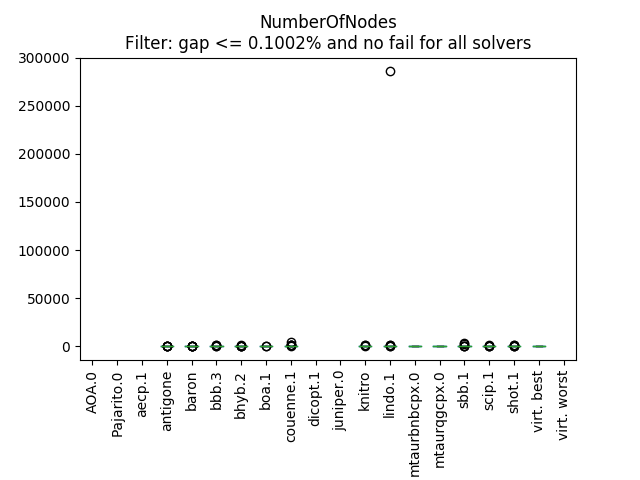 NumberOfNodes
Filter: gap <= 0.1002% and no fail for all solvers
300000
250000
200000
150000
100000
50000
0
AOA.0
Pajarito.0
aecp.1
antigone
baron
bbb.3
bhyb.2
boa.1
couenne.1
dicopt.1
juniper.0
knitro
lindo.1
mtaurbnbcpx.0
mtaurqgcpx.0
sbb.1
scip.1
shot.1
virt. best
virt. worst